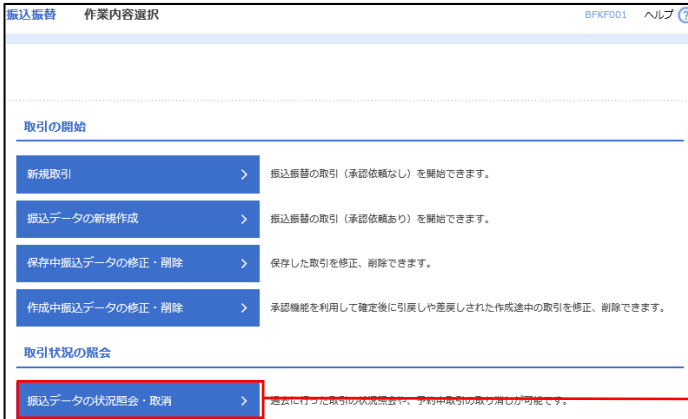 振込振替 作業内容選択 BFKF001 ヘルプ ?
取引の開始
新規取引 > 振込振替の取引（承認依頼なし）を開始できます。
振込データの新規作成 > 振込振替の取引（承認依頼あり）を開始できます。
保存中振込データの修正・削除 > 保存した取引を修正、削除できます。
作成中振込データの修正・削除 > 承認機能を利用して確定後に引戻しや差戻しされた作成途中の取引を修正、削除できます。
取引状況の照会
振込データの状況照会・取消 > 過去に行った取引の状況照会や、予約中取引の取り消しが可能です。